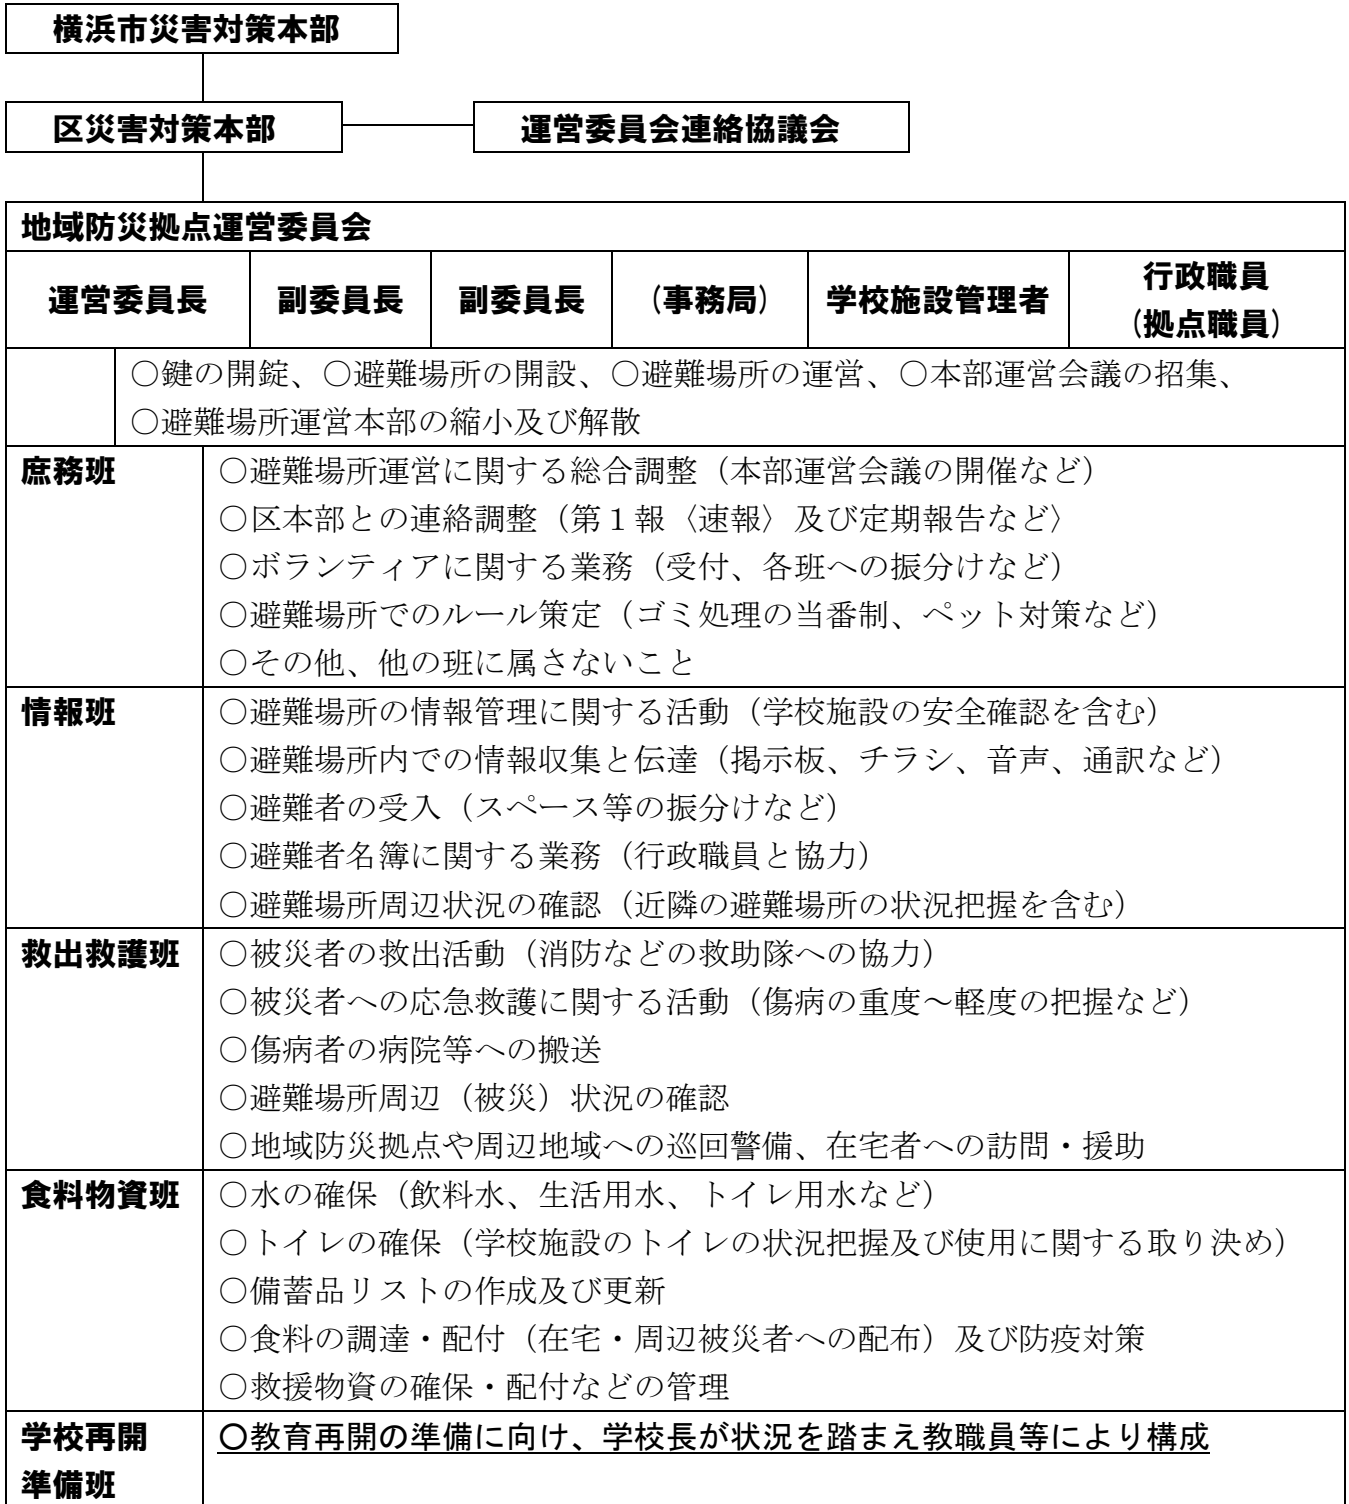 横浜市災害対策本部
区災害対策本部
運営委員会連絡協議会
地域防災拠点運営委員会
運営委員長
副委員長
副委員長
（事務局）
学校施設管理者
行政職員
（拠点職員）
○鍵の開錠、○避難場所の開設、○避難場所の運営、○本部運営会議の招集、
○避難場所運営本部の縮小及び解散
庶務班
○避難場所運営に関する総合調整（本部運営会議の開催など）
○区本部との連絡調整（第１報〈速報〉及び定期報告など〉
○ボランティアに関する業務（受付、各班への振分けなど）
○避難場所でのルール策定（ゴミ処理の当番制、ペット対策など）
○その他、他の班に属さないこと
情報班
○避難場所の情報管理に関する活動（学校施設の安全確認を含む）
○避難場所内での情報収集と伝達（掲示板、チラシ、音声、通訳など）
○避難者の受入（スペース等の振分けなど）
○避難者名簿に関する業務（行政職員と協力）
○避難場所周辺状況の確認（近隣の避難場所の状況把握を含む）
救出救護班
○被災者の救出活動（消防などの救助隊への協力）
○被災者への応急救護に関する活動（傷病の重度～軽度の把握など）
○傷病者の病院等への搬送
○避難場所周辺（被災）状況の確認
○地域防災拠点や周辺地域への巡回警備、在宅者への訪問・援助
食料物資班
○水の確保（飲料水、生活用水、トイレ用水など）
○トイレの確保（学校施設のトイレの状況把握及び使用に関する取り決め）
○備蓄品リストの作成及び更新
○食料の調達・配付（在宅・周辺被災者への配布）及び防疫対策
○救援物資の確保・配付などの管理
学校再開
準備班
○教育再開の準備に向け、学校長が状況を踏まえ教職員等により構成